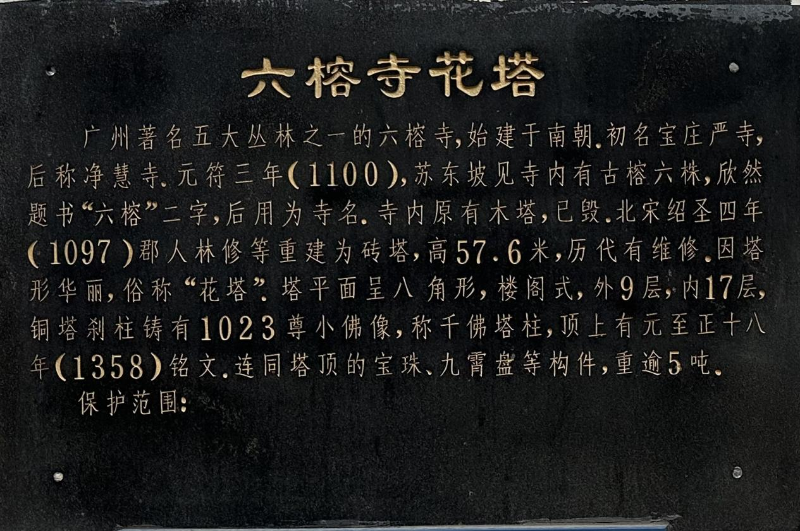 六榕寺花塔
广州著名五大丛林之一的六榕寺,始建于南朝.初名宝庄严寺,
后称净慧寺.元符三年(1100),苏东坡见寺内有古榕六株,欣然
题书“六榕”二字,后用为寺名.寺内原有木塔,已毁.北宋绍圣四年
(1097)郡人林修等重建为砖塔,高57.6米,历代有维修.因塔
形华丽,俗称“花塔”.塔平面呈八角形,楼阁式,外9层,内17层,
铜塔刹柱铸有1023尊小佛像,称千佛塔柱,顶上有元至正十八
年(1358)铭文.连同塔顶的宝珠、九霄盘等构件,重逾5吨.
保护范围: